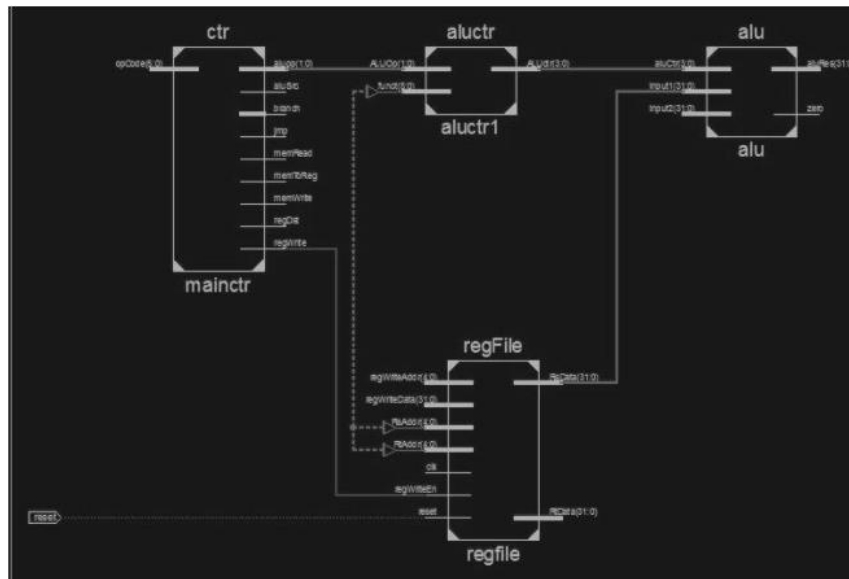 ctr
aluctr
alu
opCode(5:0)
aluop(1:0)
ALUOp(1:0)
ALUctr(3:0)
aluCtr(3:0)
aluRes(31:
aluSrc
funct(5:0)
input1(31:0)
branch
input2(31:0)
zero
jmp
aluctr1
alu
memRead
memToReg
memWrite
regDst
regWrite
mainctr
regFile
regWriteAddr(4:0)
RsData(31:0)
regWriteData(31:0)
RsAddr(4:0)
RtAddr(4:0)
clk
regWriteEn
reset
reset
RtData(31:0)
regfile